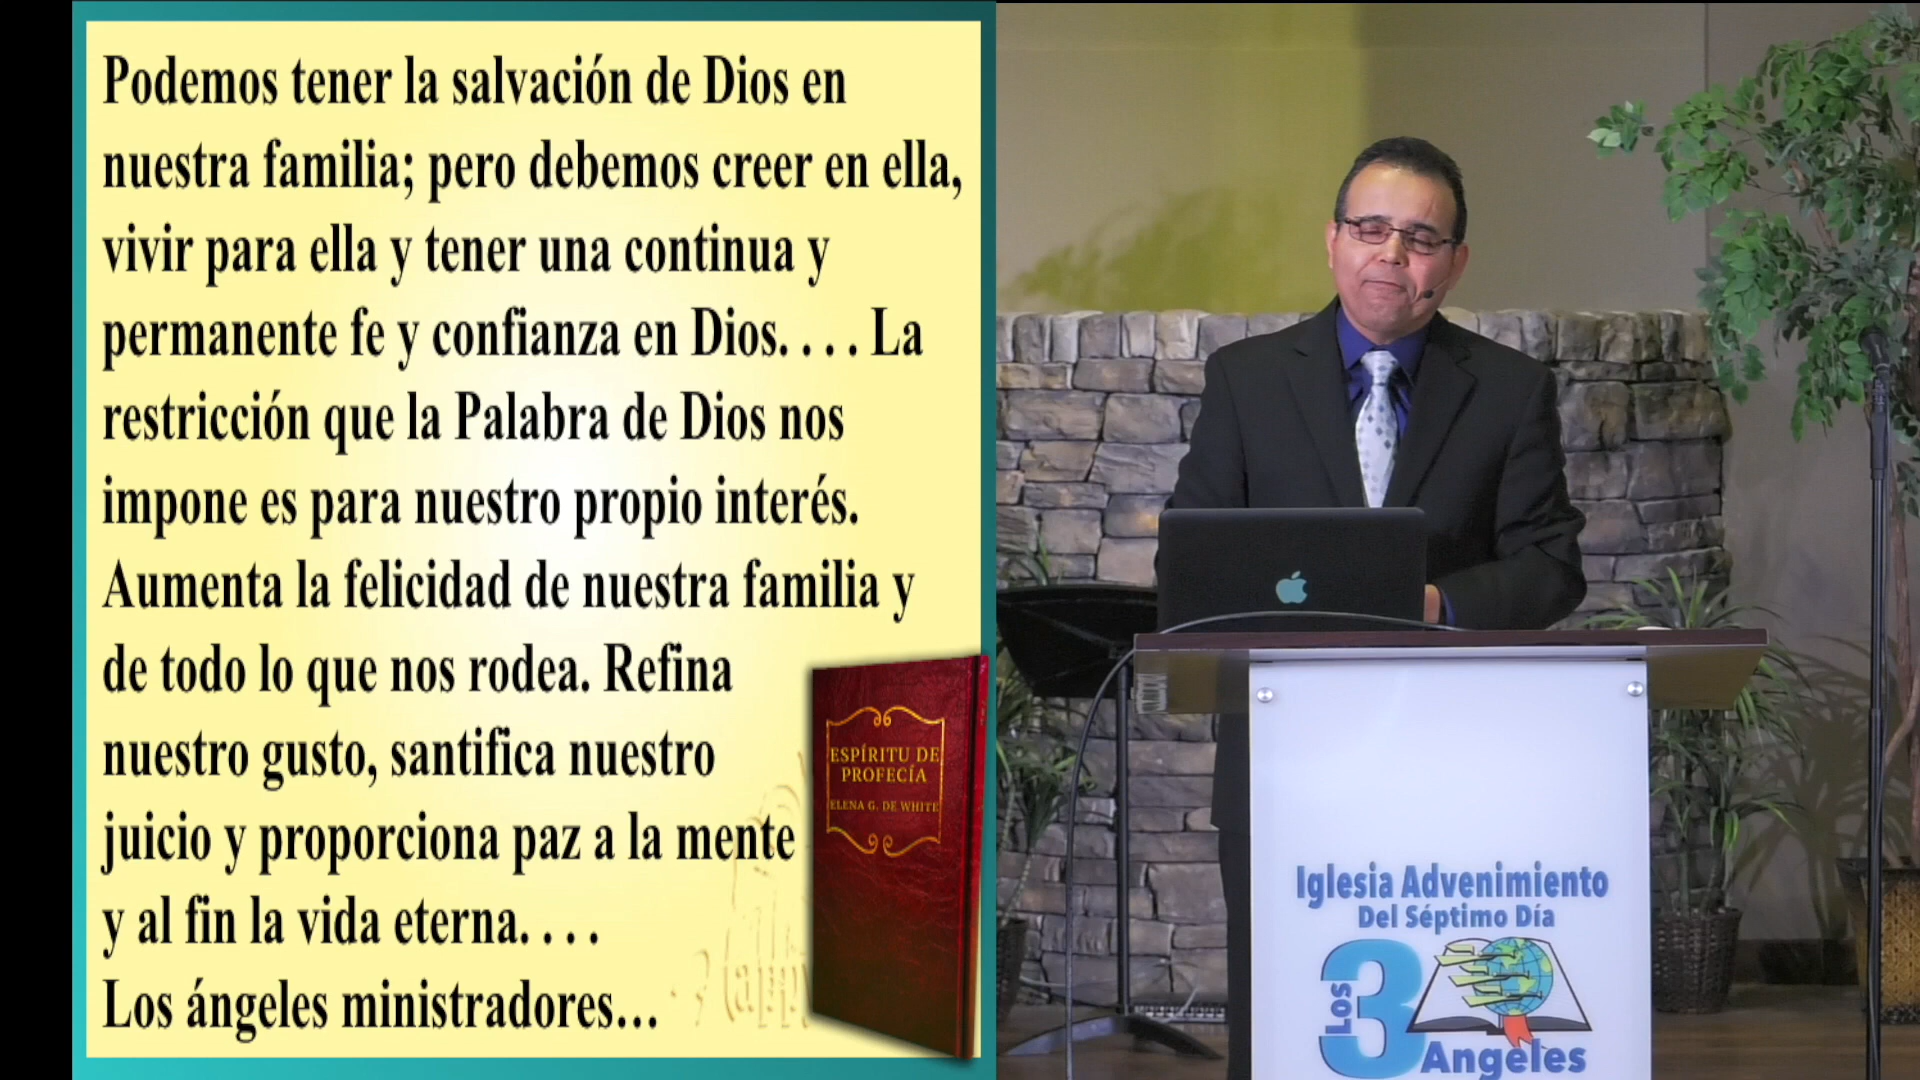 Podemos tener la salvación de Dios en
nuestra familia; pero debemos creer en ella,
vivir para ella y tener una continua y
permanente fe y confianza en Dios. . . . La
restricción que la Palabra de Dios nos
impone es para nuestro propio interés.
Aumenta la felicidad de nuestra familia y
de todo lo que nos rodea. Refina
nuestro gusto, santifica nuestro
juicio y proporciona paz a la mente
y al fin la vida eterna. . . .
Los ángeles ministradores…
ESPÍRITU DE
PROFECÍA
ELENA G. DE WHITE
Iglesia Advenimiento
Del Séptimo Día
Los 3
Angeles